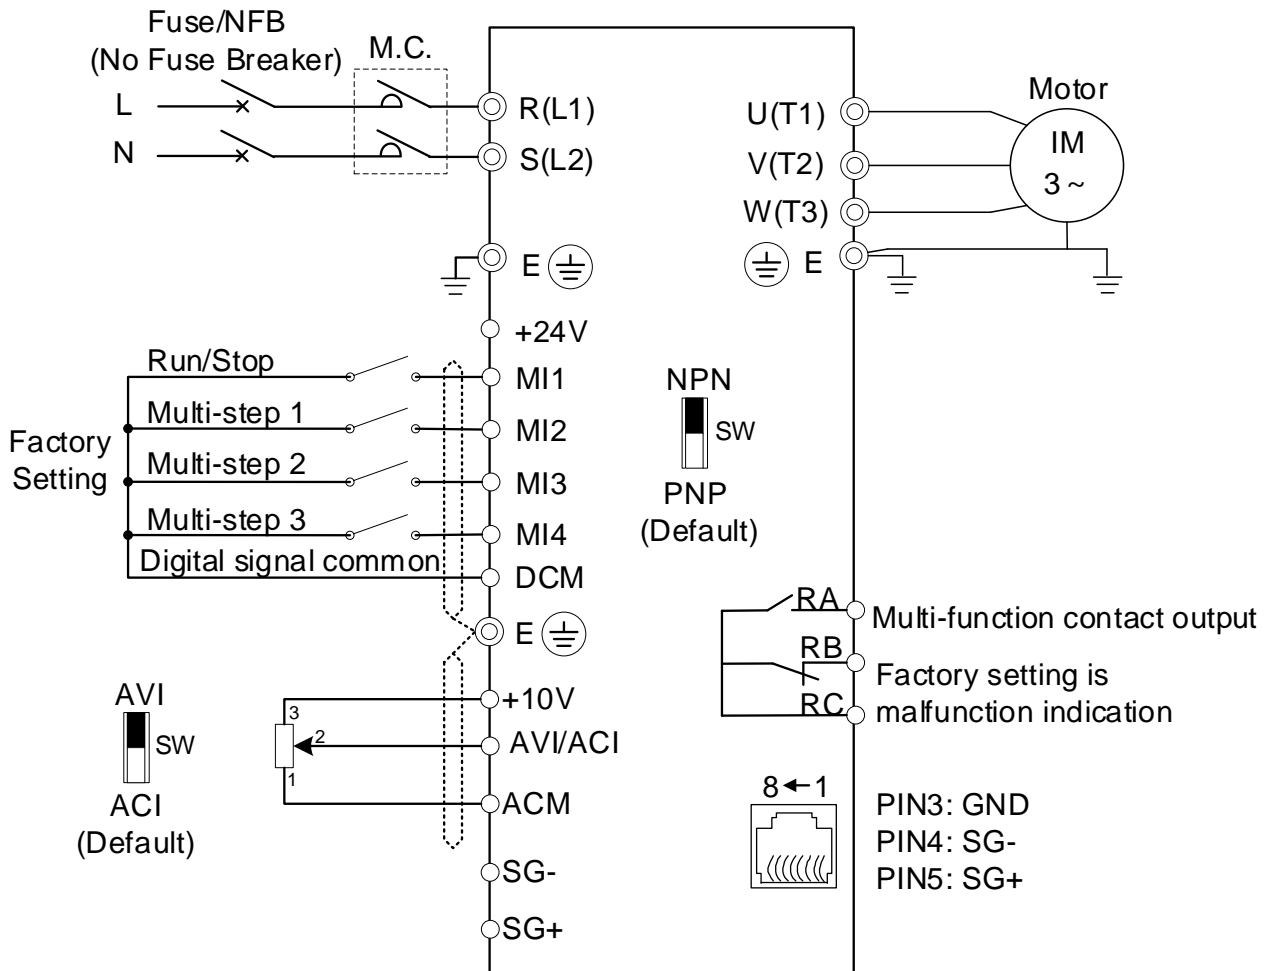 Fuse/NFB
(No Fuse Breaker)
M.C.
L
R(L1)
N
S(L2)
E
+24V
Run/Stop
MI1
Multi-step 1
MI2
Factory
Setting
Multi-step 2
MI3
Multi-step 3
MI4
Digital signal common
DCM
E
AVI
SW
ACI
(Default)
3
2
1
+10V
AVI/ACI
ACM
SG-
SG+
Motor
U(T1)
IM
3 ~
V(T2)
W(T3)
E
NPN
SW
PNP
(Default)
RA
Multi-function contact output
RB
Factory setting is
RC
malfunction indication
8 1
PIN3: GND
PIN4: SG-
PIN5: SG+